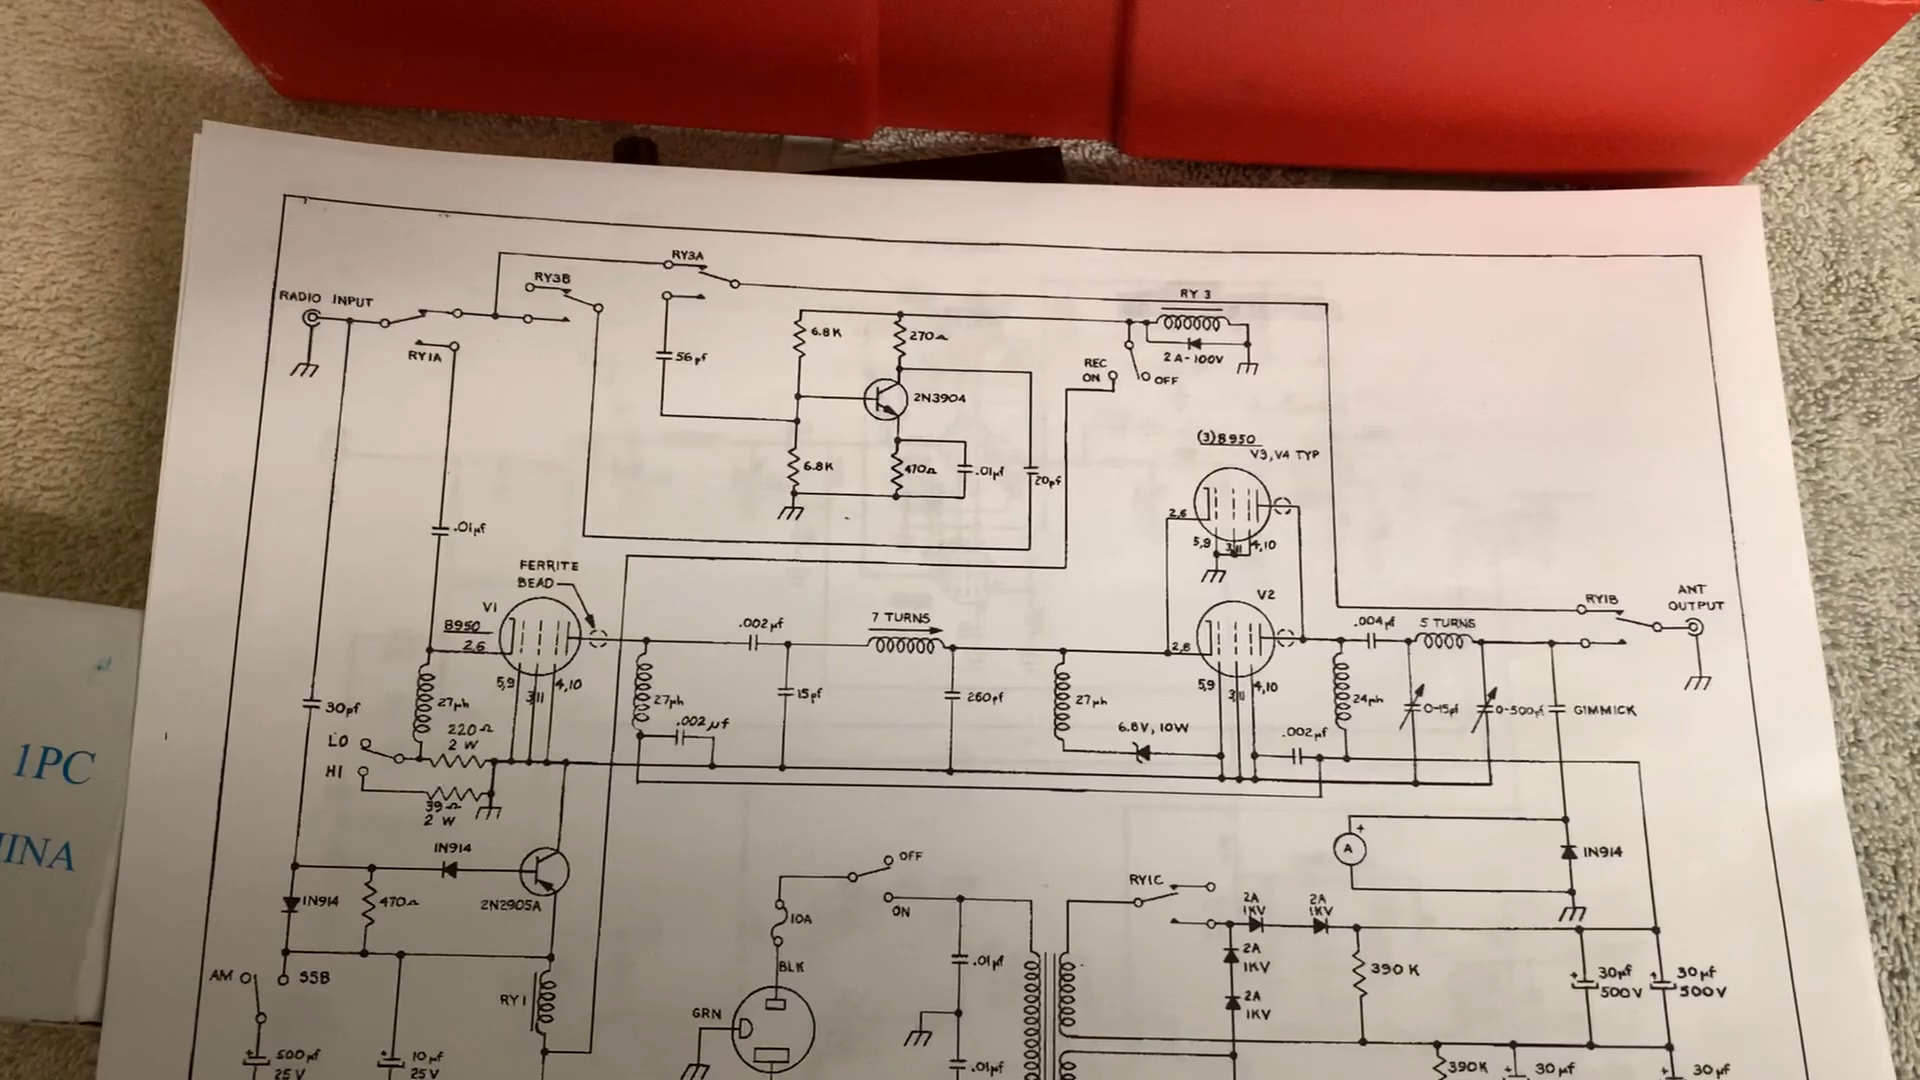 RY3A
RY3B
RADIO INPUT
RY1A
RY 3
6.8K
270Ω
56pf
2A-100V
REC
ON
OFF
2N3904
(3)8950
V3, V4 TYP
6.8K
470Ω
.01µf
20pf
2,6
5,9
3,11
4,10
.01µf
FERRITE
BEAD
V1
8950
2,6
5,9
3,11
4,10
.002µf
7 TURNS
V2
2,6
5,9
3,11
4,10
.004µf
5 TURNS
RY1B
ANT
OUTPUT
30pf
27µh
220Ω
2 W
LO
HI
39Ω
2 W
27µh
.002µf
15pf
260pf
27µh
6.8V, 10W
.002µf
24µh
0-15pf
0-500pf
GIMMICK
1PC
INA
IN914
2N2905A
IN914
470Ω
AM
SSB
RY1
500µf
25V
10µf
25V
OFF
ON
10A
BLK
GRN
.01µf
.01µf
RY1C
2A
1KV
2A
1KV
2A
1KV
2A
1KV
+
A
IN914
390K
+
30µf
500V
+
30µf
500V
390K
+
30µf
+
30µf